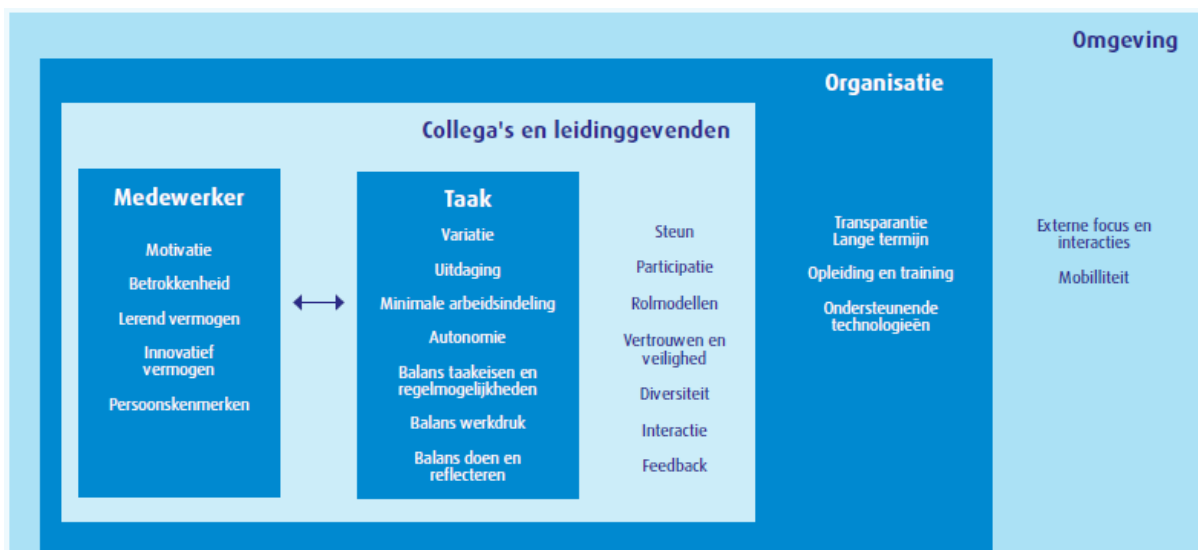 Omgeving
Organisatie
Collega's en leidinggevenden
Medewerker
Motivatie
Betrokkenheid
Lerend vermogen
Innovatief
vermogen
Persoonskenmerken
Taak
Variatie
Uitdaging
Minimale arbeidsindeling
Autonomie
Balans taakeisen en
regelmogelijkheden
Balans werkdruk
Balans doen en
reflecteren
Steun
Participatie
Rolmodellen
Vertrouwen en
veilighed
Diversiteit
Interactie
Feedback
Transparantie
Lange termijn
Opleiding en training
Ondersteunende
technologieën
Externe focus en
interacties
Mobilliteit